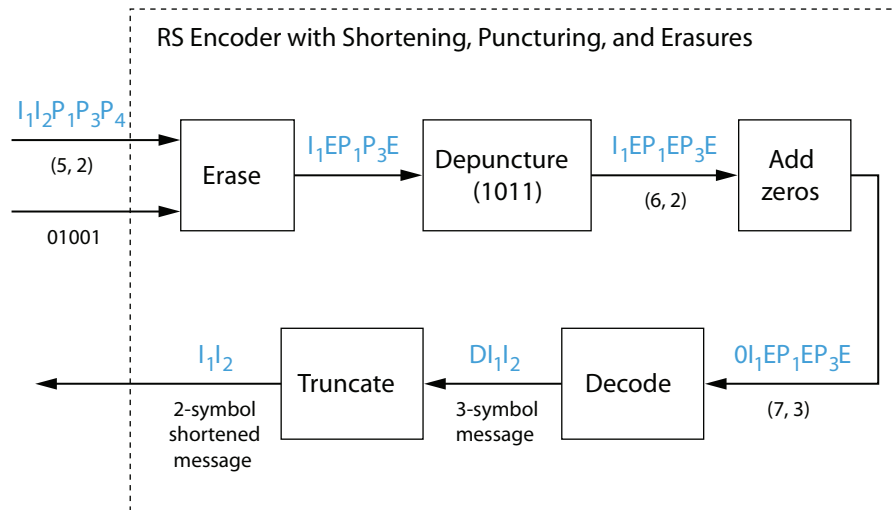 RS Encoder with Shortening, Puncturing, and Erasures
I₁I₂P₁P₃P₄
(5, 2)
01001
Erase
I₁EP₁P₃E
Depuncture
(1011)
I₁EP₁EP₃E
(6, 2)
Add
zeros
0I₁EP₁EP₃E
(7, 3)
Decode
DI₁I₂
3-symbol
message
Truncate
I₁I₂
2-symbol
shortened
message